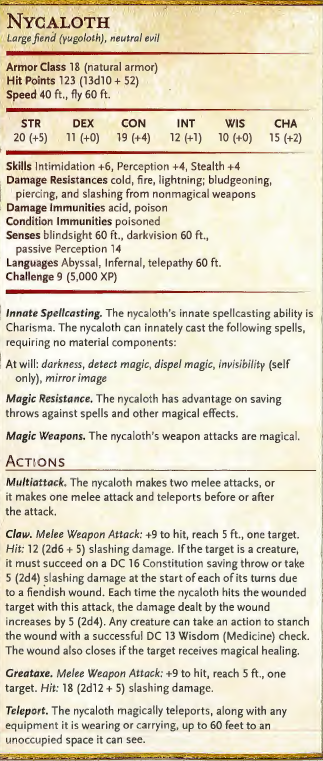 NYCALOTH
Large fiend (yugoloth), neutral evil
Armor Class 18 (natural armor)
Hit Points 123 (13d10 + 52)
Speed 40 ft., fly 60 ft.
STR DEX CON INT WIS CHA
20 (+5) 11 (+0) 19 (+4) 12 (+1) 10 (+0) 15 (+2)
Skills Intimidation +6, Perception +4, Stealth +4
Damage Resistances cold, fire, lightning; bludgeoning,
piercing, and slashing from nonmagical weapons
Damage Immunities acid, poison
Condition Immunities poisoned
Senses blindsight 60 ft., darkvision 60 ft.,
passive Perception 14
Languages Abyssal, Infernal, telepathy 60 ft.
Challenge 9 (5,000 XP)
Innate Spellcasting. The nycaloth's innate spellcasting ability is
Charisma. The nycaloth can innately cast the following spells,
requiring no material components:
At will: darkness, detect magic, dispel magic, invisibility (self
only), mirror image
Magic Resistance. The nycaloth has advantage on saving
throws against spells and other magical effects.
Magic Weapons. The nycaloth's weapon attacks are magical.
ACTIONS
Multiattack. The nycaloth makes two melee attacks, or
it makes one melee attack and teleports before or after
the attack.
Claw. Melee Weapon Attack: +9 to hit, reach 5 ft., one target.
Hit: 12 (2d6 + 5) slashing damage. If the target is a creature,
it must succeed on a DC 16 Constitution saving throw or take
5 (2d4) slashing damage at the start of each of its turns due
to a fiendish wound. Each time the nycaloth hits the wounded
target with this attack, the damage dealt by the wound
increases by 5 (2d4). Any creature can take an action to stanch
the wound with a successful DC 13 Wisdom (Medicine) check.
The wound also closes if the target receives magical healing.
Greataxe. Melee Weapon Attack: +9 to hit, reach 5 ft., one
target. Hit: 18 (2d12 + 5) slashing damage.
Teleport. The nycaloth magically teleports, along with any
equipment it is wearing or carrying, up to 60 feet to an
unoccupied space it can see.